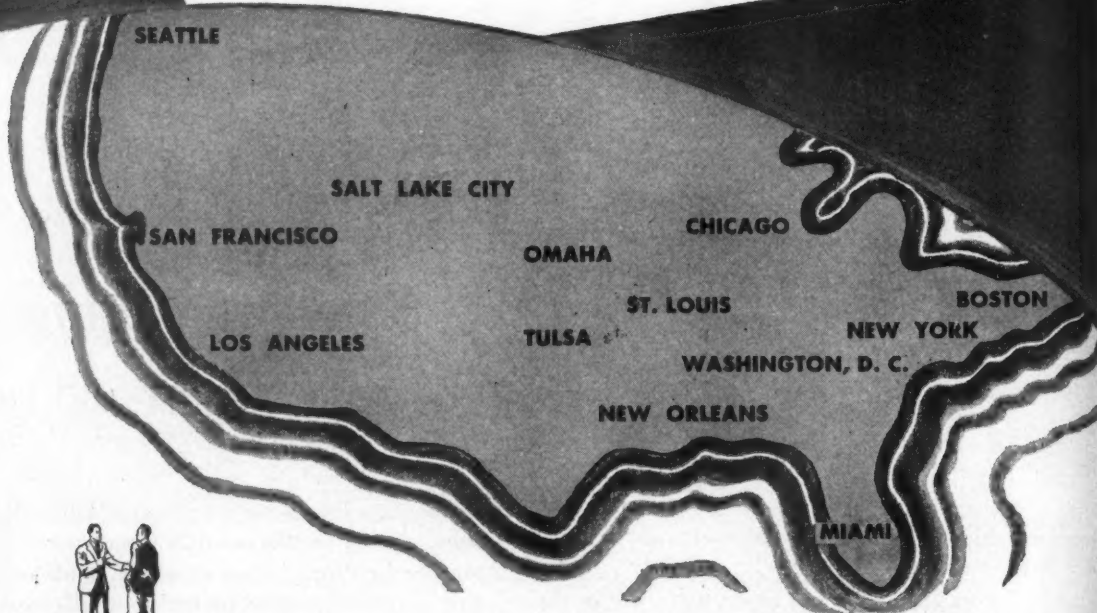 SEATTLE
SALT LAKE CITY
SAN FRANCISCO
CHICAGO
OMAHA
ST. LOUIS
BOSTON
LOS ANGELES
TULSA
NEW YORK
WASHINGTON, D. C.
NEW ORLEANS
MIAMI